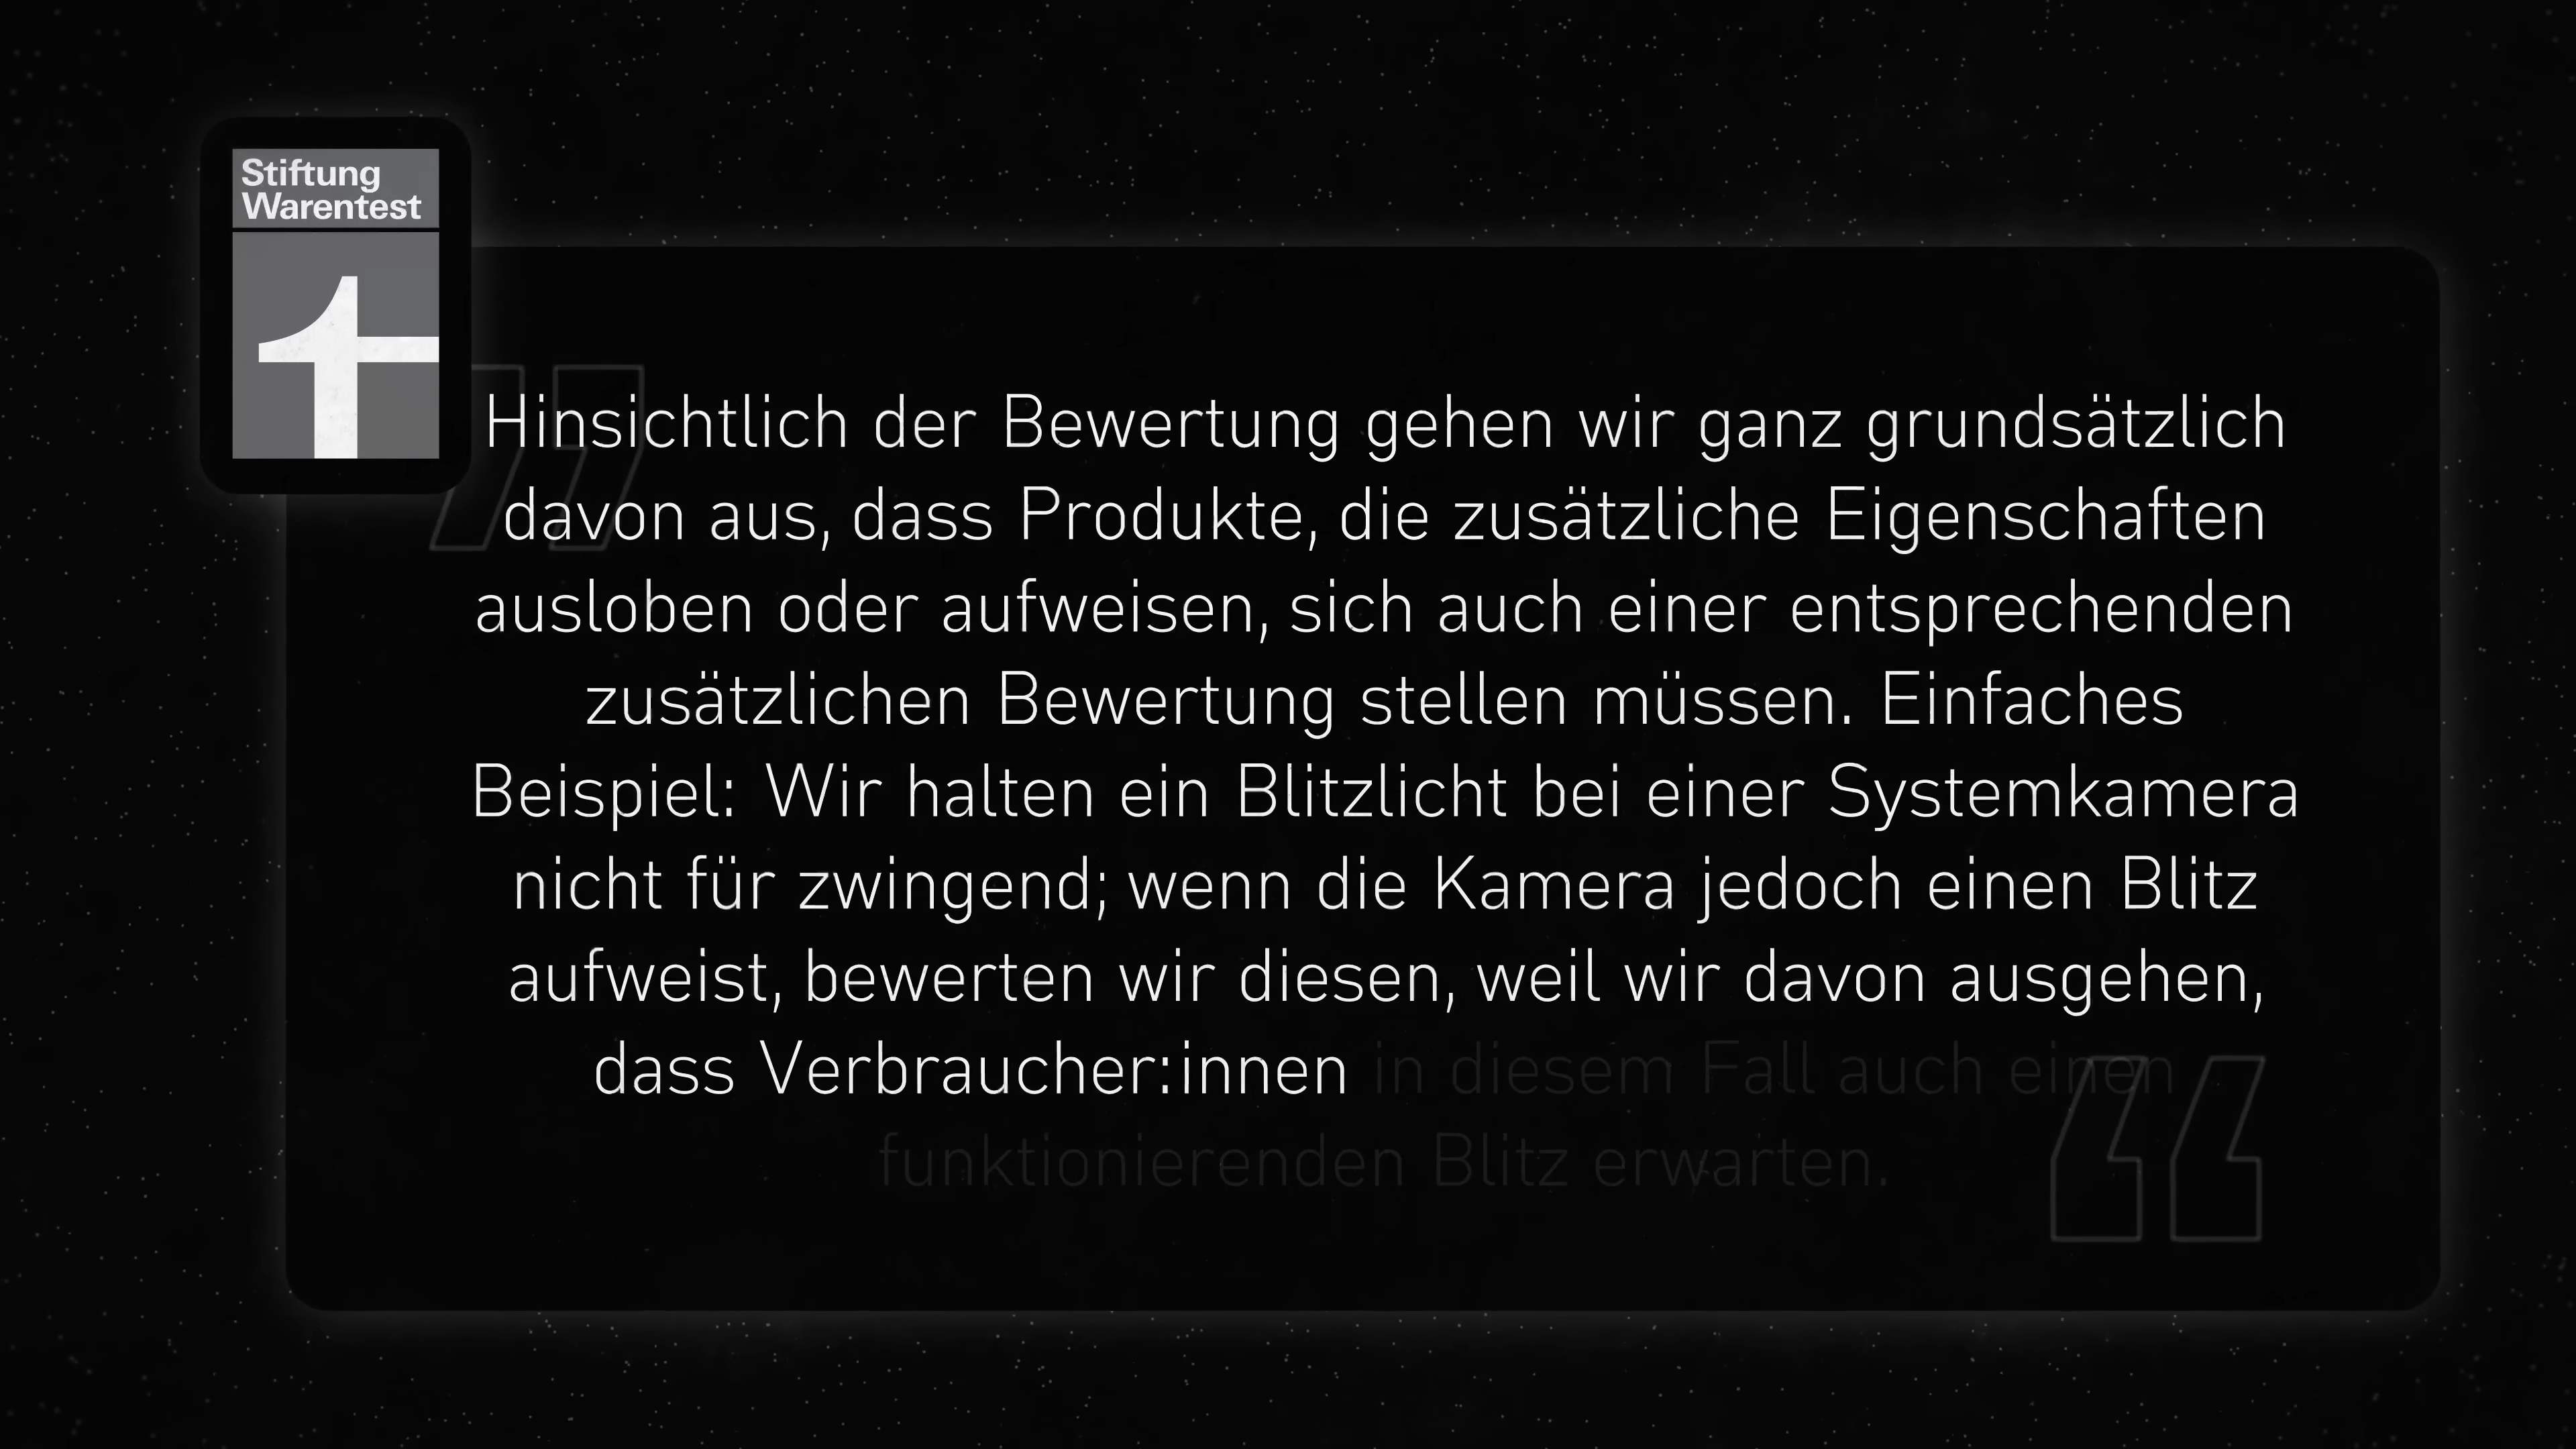 Stiftung
Warentest
Hinsichtlich der Bewertung gehen wir ganz grundsätzlich
davon aus, dass Produkte, die zusätzliche Eigenschaften
ausloben oder aufweisen, sich auch einer entsprechenden
zusätzlichen Bewertung stellen müssen. Einfaches
Beispiel: Wir halten ein Blitzlicht bei einer Systemkamera
nicht für zwingend; wenn die Kamera jedoch einen Blitz
aufweist, bewerten wir diesen, weil wir davon ausgehen,
dass Verbraucher:innen in diesem Fall auch einen
funktionierenden Blitz erwarten.